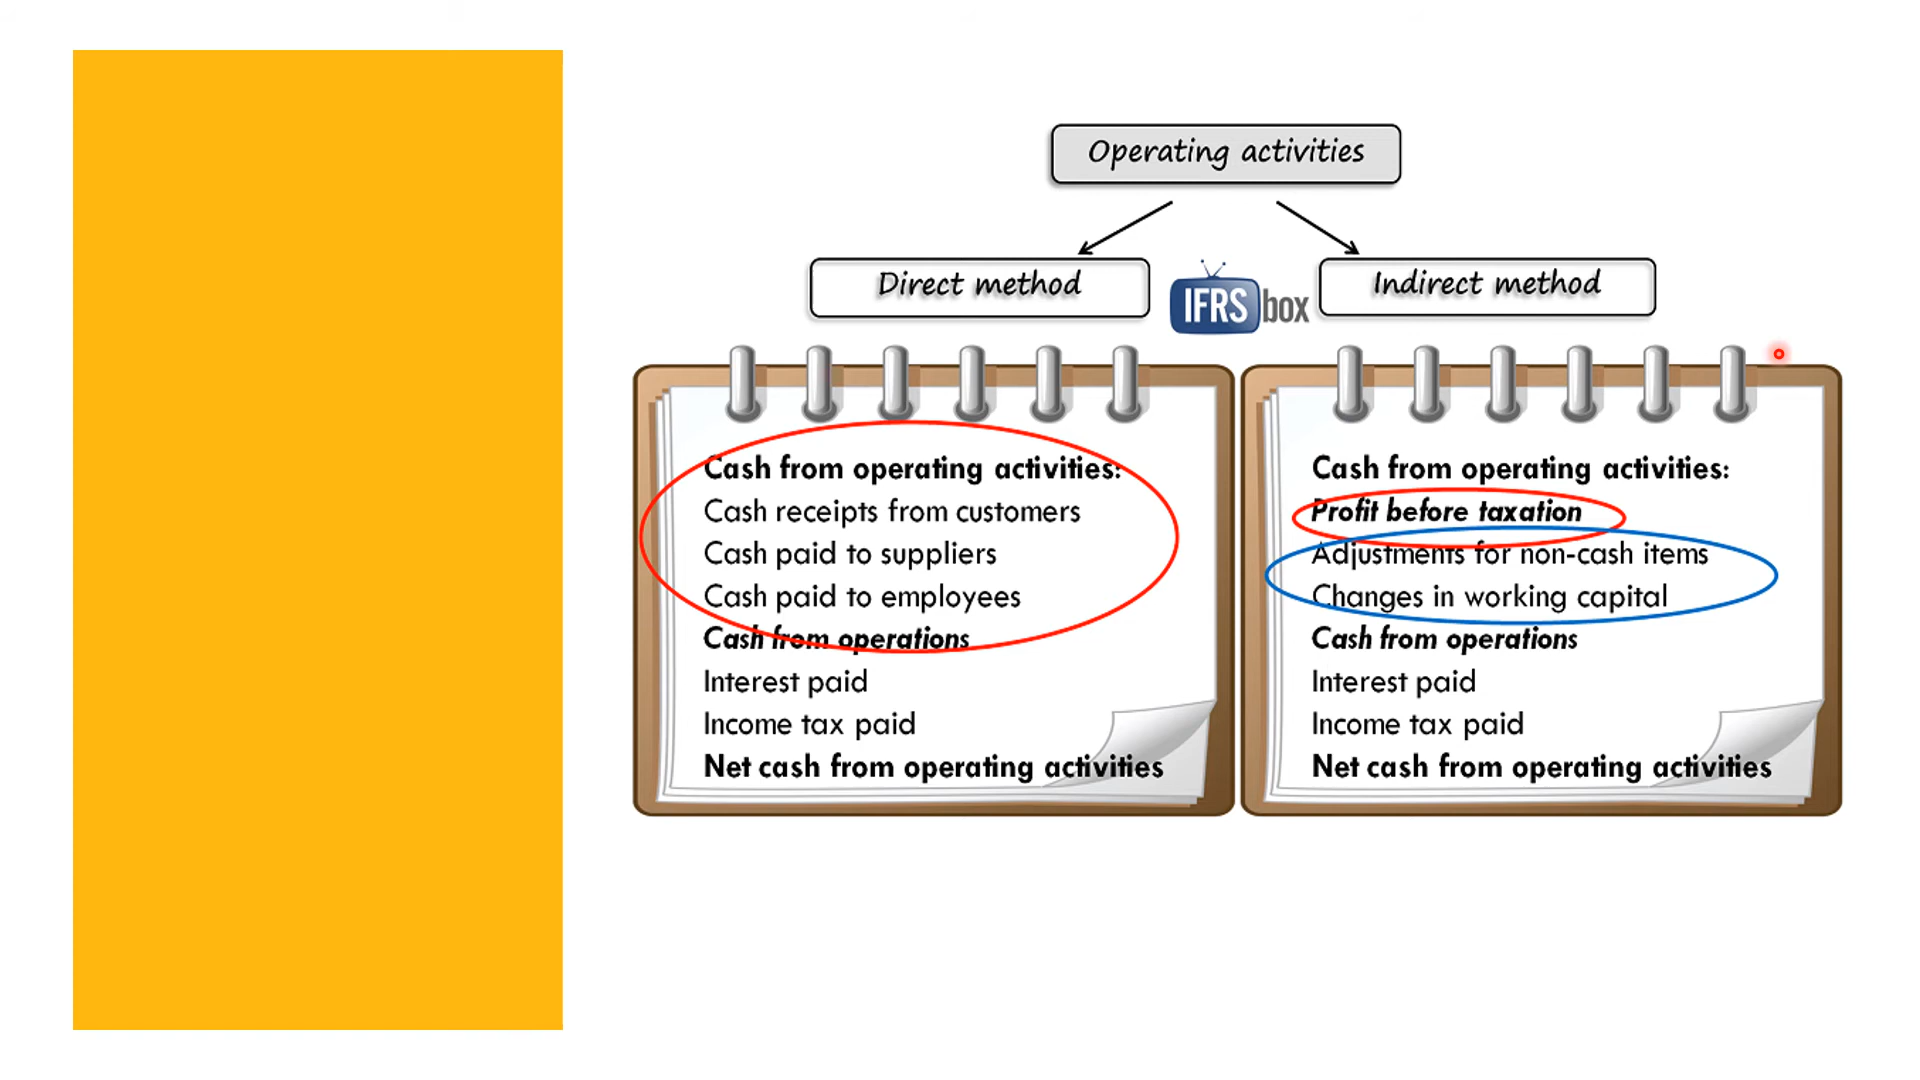 Operating activities
Direct method
IFRS box
Indirect method
Cash from operating activities:
Cash receipts from customers
Cash paid to suppliers
Cash paid to employees
Cash from operations
Interest paid
Income tax paid
Net cash from operating activities
Cash from operating activities:
Profit before taxation
Adjustments for non-cash items
Changes in working capital
Cash from operations
Interest paid
Income tax paid
Net cash from operating activities